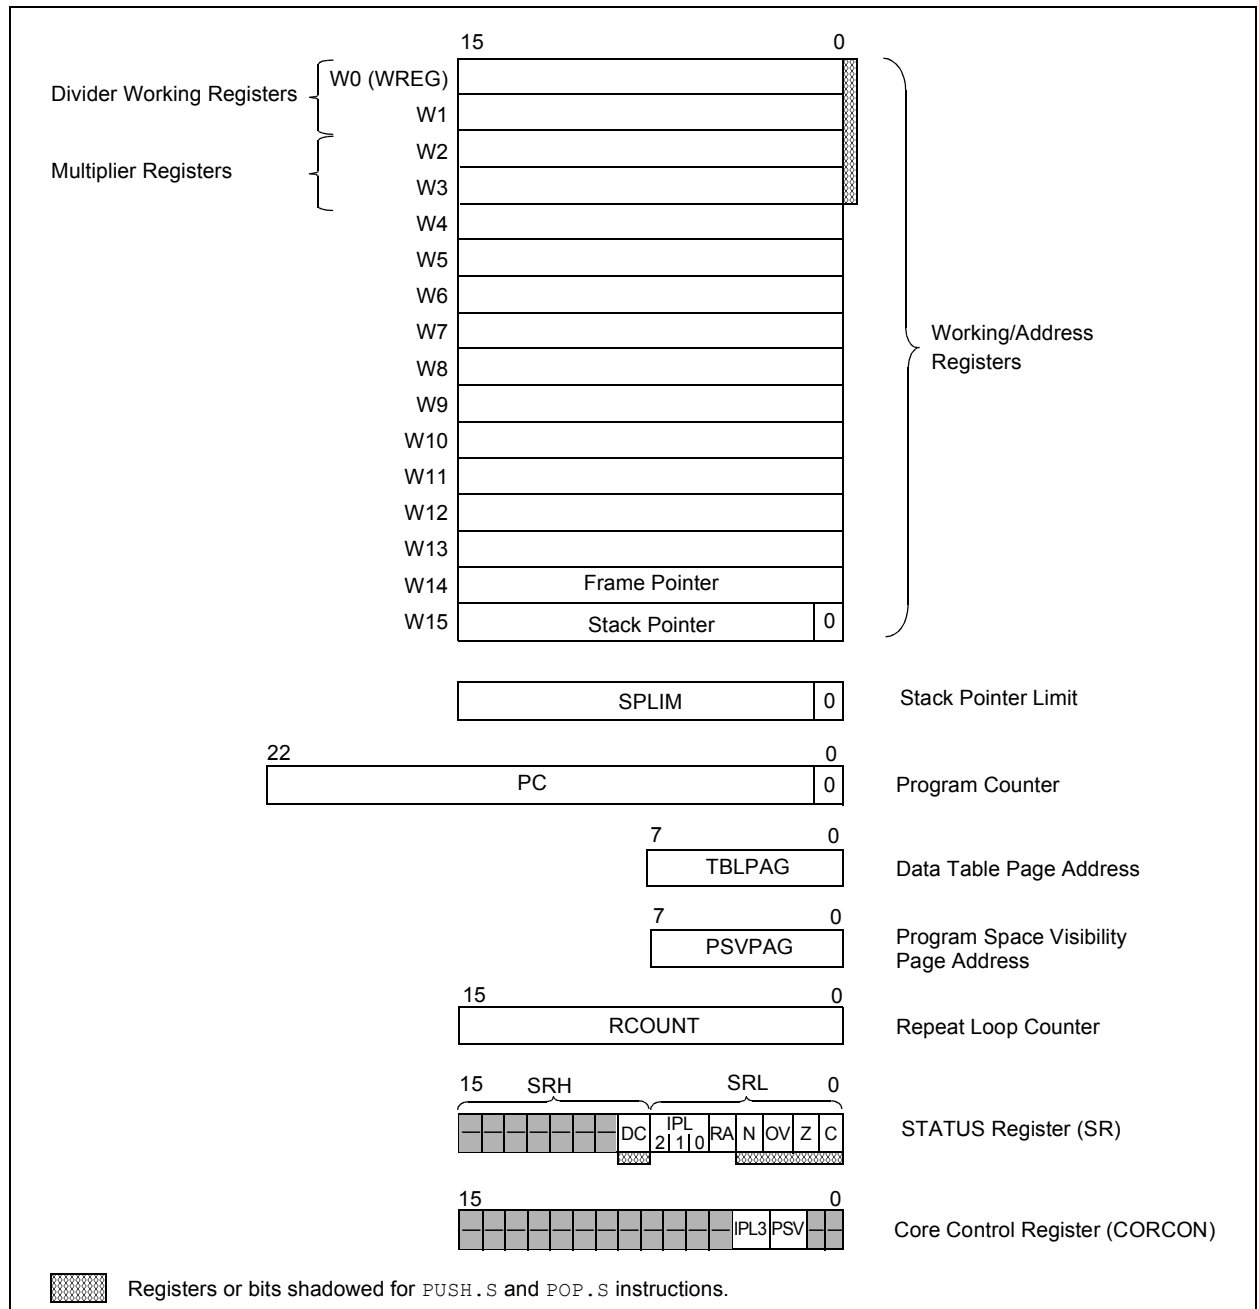 15 0
W0 (WREG)
Divider Working Registers
W1
W2
Multiplier Registers
W3
W4
W5
W6
W7
Working/Address
Registers
W8
W9
W10
W11
W12
W13
W14 Frame Pointer
W15 Stack Pointer 0
SPLIM 0 Stack Pointer Limit
22 0
PC 0 Program Counter
7 0
TBLPAG Data Table Page Address
7 0
PSVPAG Program Space Visibility
Page Address
15 0
RCOUNT Repeat Loop Counter
15 SRH SRL 0
— — — — — — — DC IPL 2 1 0 RA N OV Z C STATUS Register (SR)
15 0
— — — — — — — — — — — — IPL3 PSV — — Core Control Register (CORCON)
Registers or bits shadowed for PUSH.S and POP.S instructions.